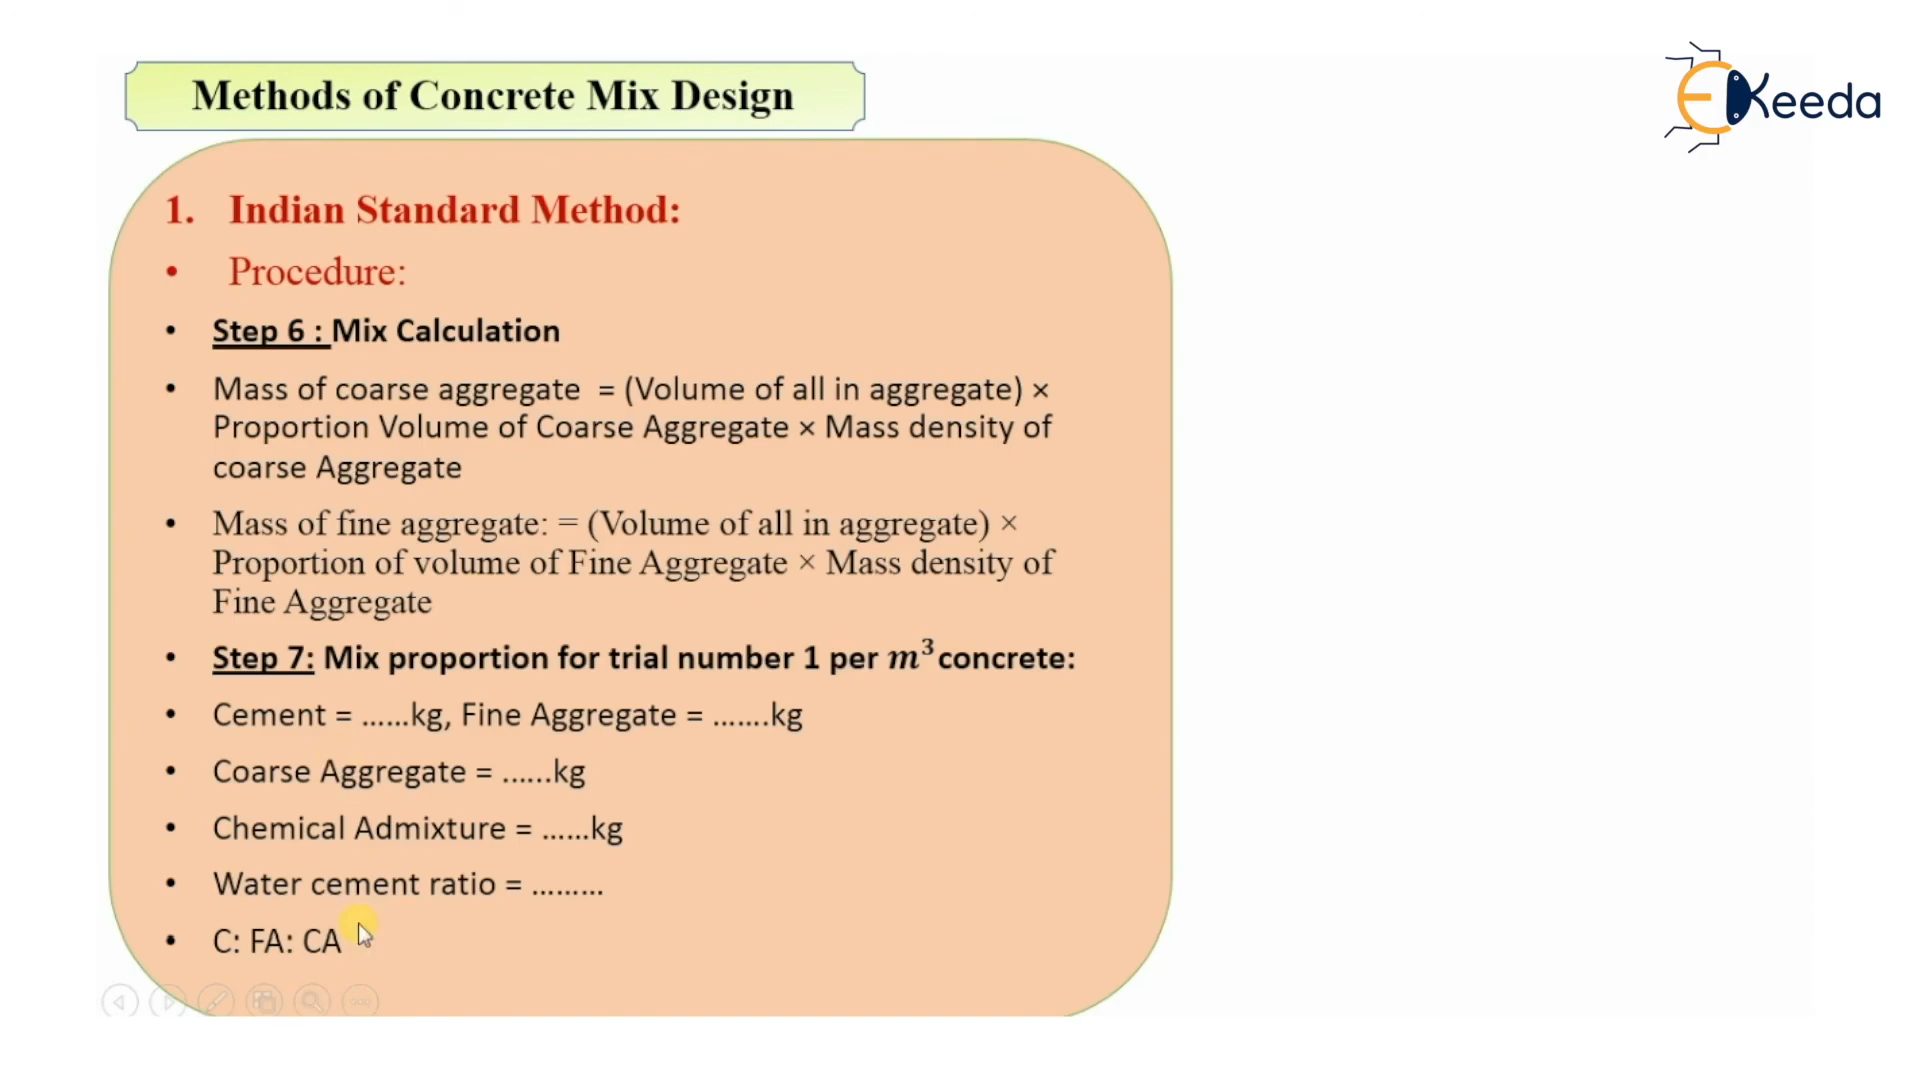 Methods of Concrete Mix Design
EKeeda
1. Indian Standard Method:
• Procedure:
• Step 6 : Mix Calculation
• Mass of coarse aggregate = (Volume of all in aggregate) ×
Proportion Volume of Coarse Aggregate × Mass density of
coarse Aggregate
• Mass of fine aggregate: = (Volume of all in aggregate) ×
Proportion of volume of Fine Aggregate × Mass density of
Fine Aggregate
• Step 7: Mix proportion for trial number 1 per m³ concrete:
• Cement = ......kg, Fine Aggregate = .......kg
• Coarse Aggregate = ......kg
• Chemical Admixture = ......kg
• Water cement ratio = .........
• C: FA: CA